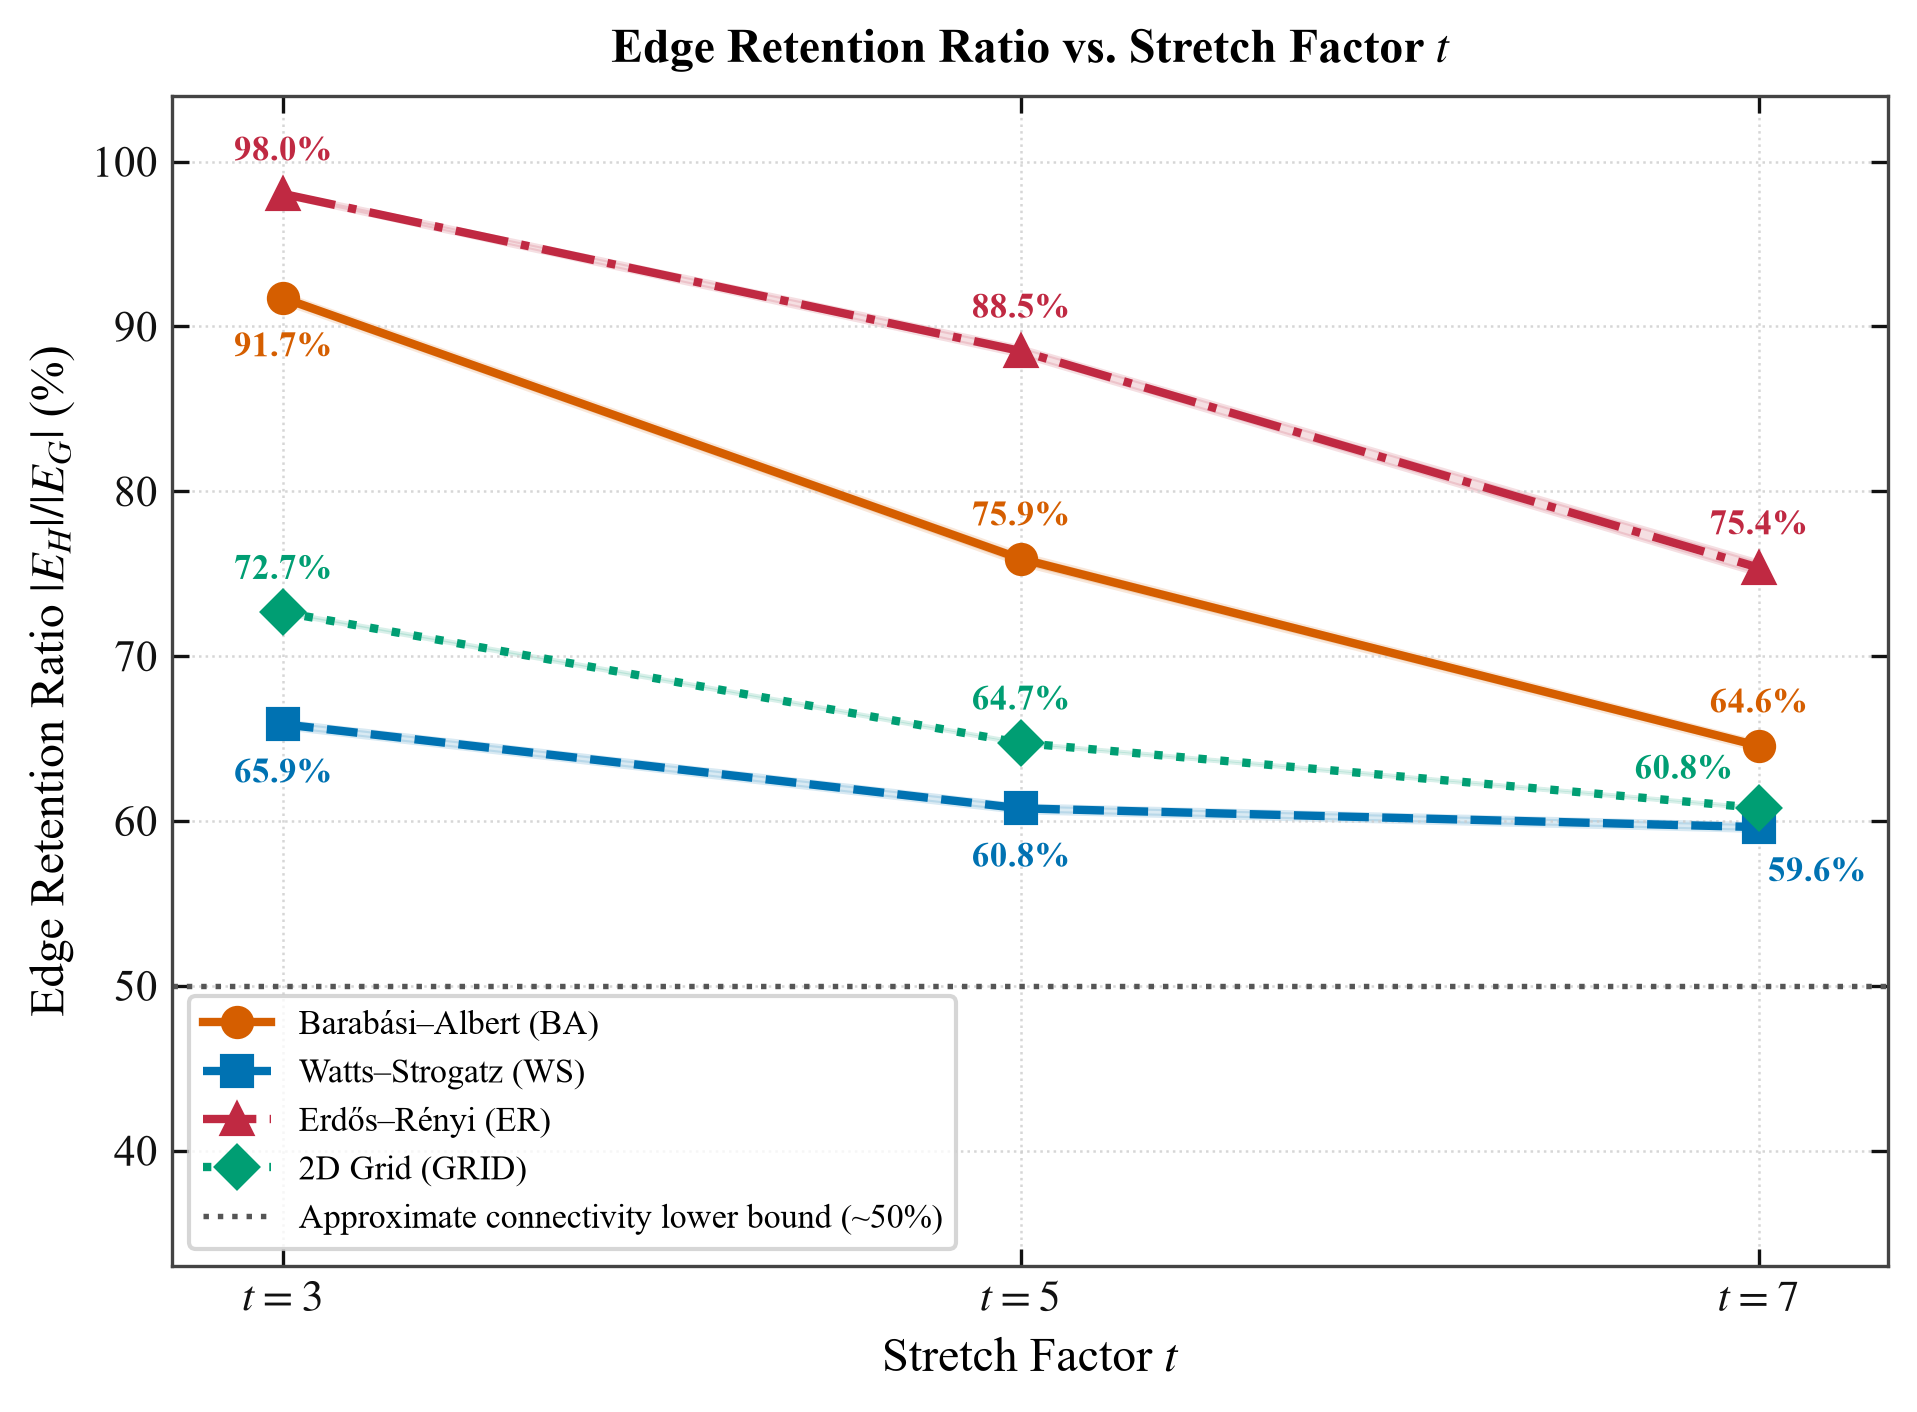 Edge Retention Ratio vs. Stretch Factor t
Edge Retention Ratio |E_H|/|E_G| (%)
100
90
80
70
60
50
40
98.0%
91.7%
72.7%
65.9%
88.5%
75.9%
64.7%
60.8%
75.4%
64.6%
60.8%
59.6%
Barabási–Albert (BA)
Watts–Strogatz (WS)
Erdős–Rényi (ER)
2D Grid (GRID)
Approximate connectivity lower bound (~50%)
t = 3
t = 5
t = 7
Stretch Factor t